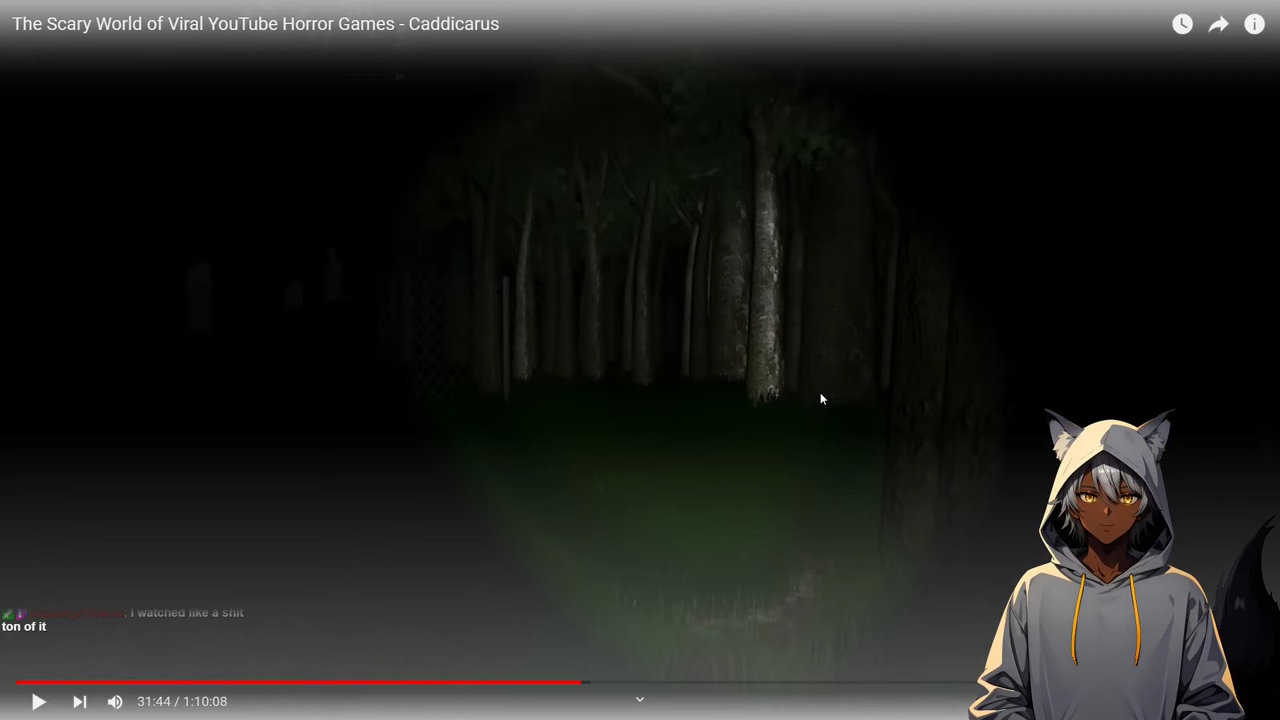 The Scary World of Viral YouTube Horror Games - Caddicarus
: I watched like a shit
ton of it
31:44 / 1:10:08